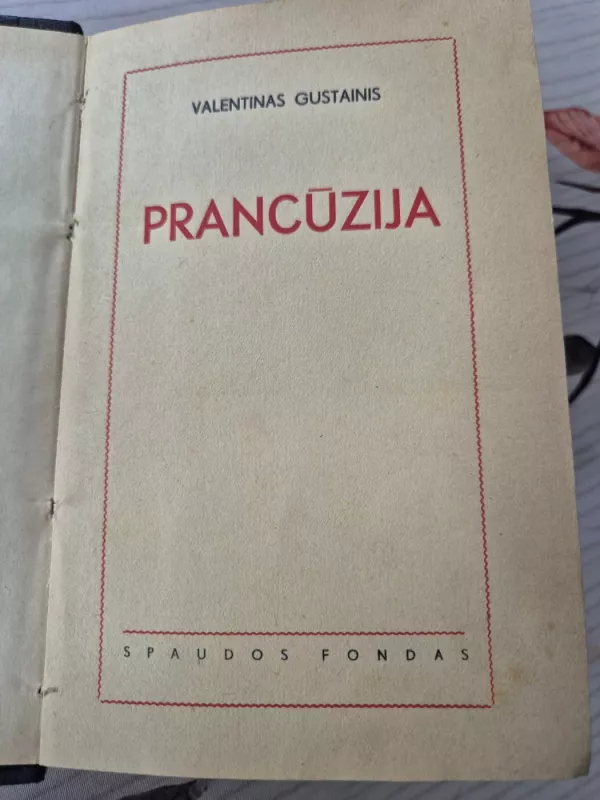 VALENTINAS GUSTAINIS
PRANCŪZIJA
SPAUDOS FONDAS